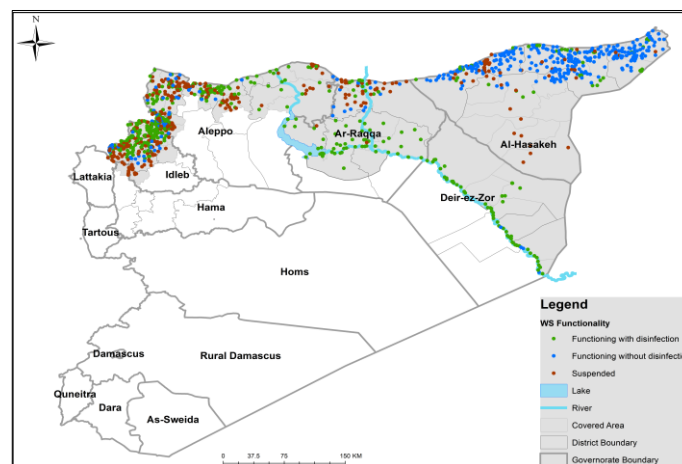 N
Aleppo
Ar-Raqqa
Al-Hasakeh
Lattakia
Idleb
Deir-ez-Zor
Hama
Tartous
Homs
Damascus
Rural Damascus
Quneitra
Dara
As-Sweida
Legend
WS Functionality
Functioning with disinfection
Functioning without disinfecti
Suspended
Lake
River
Covered Area
District Boundary
Governorate Boundary
0 37.5 75 150 KM